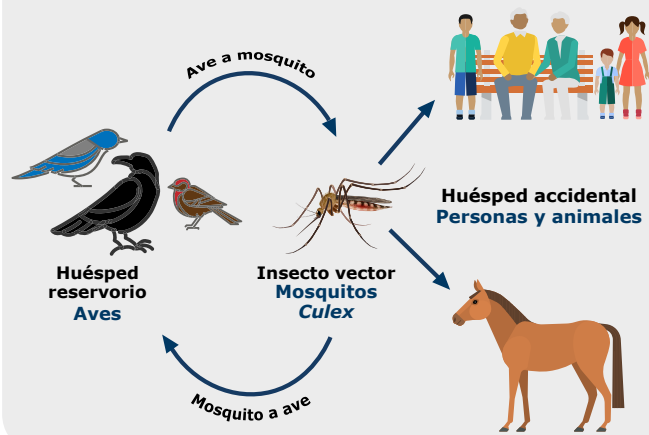 Ave a mosquito
Huésped
reservorio
Aves
Insecto vector
Mosquitos
Culex
Huésped accidental
Personas y animales
Mosquito a ave